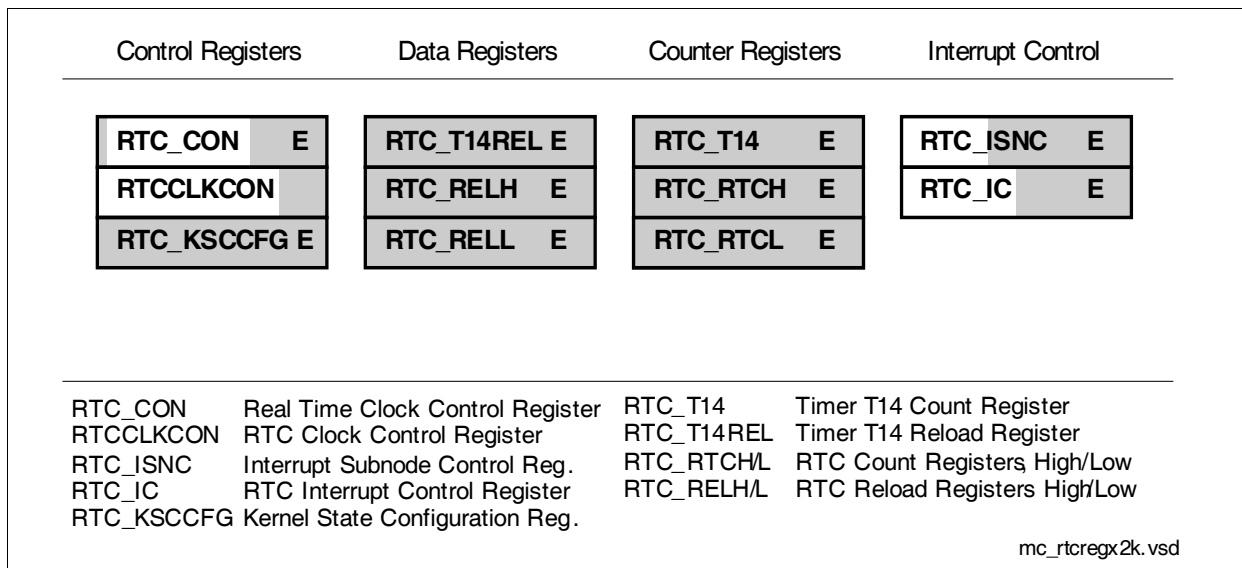 Control Registers Data Registers Counter Registers Interrupt Control
RTC_CON E RTC_T14REL E RTC_T14 E RTC_ISNC E
RTCCLKCON RTC_RELH E RTC_RTCH E RTC_IC E
RTC_KSCCFG E RTC_RELL E RTC_RTCL E
RTC_CON Real Time Clock Control Register RTC_T14 Timer T14 Count Register
RTCCLKCON RTC Clock Control Register RTC_T14REL Timer T14 Reload Register
RTC_ISNC Interrupt Subnode Control Reg. RTC_RTCH/L RTC Count Registers, High/Low
RTC_IC RTC Interrupt Control Register RTC_RELH/L RTC Reload Registers High/Low
RTC_KSCCFG Kernel State Configuration Reg.
mc_rtcregx2k.vsd